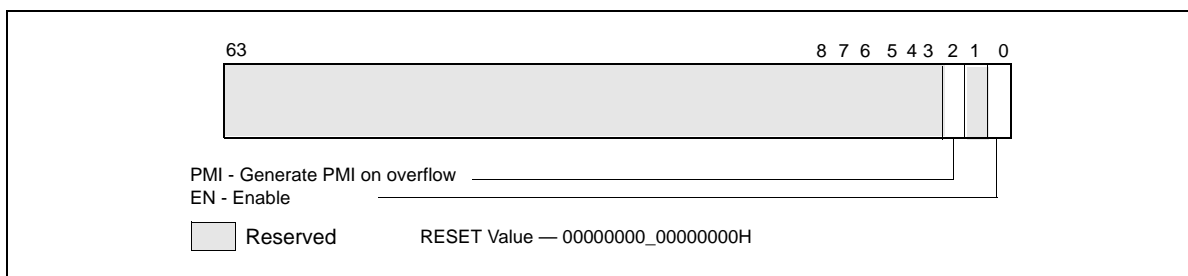 63 8 7 6 5 4 3 2 1 0
PMI - Generate PMI on overflow
EN - Enable
Reserved RESET Value — 00000000_00000000H